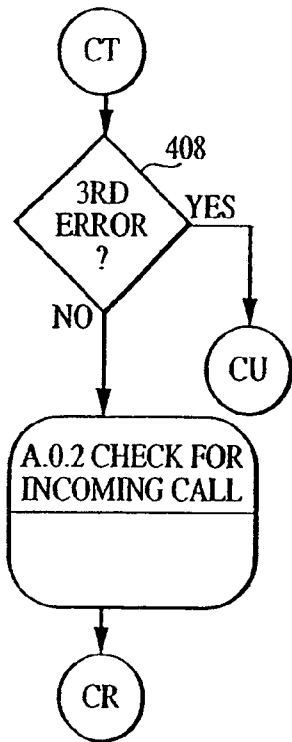 CT
408
3RD
ERROR
?
YES
NO
CU
A.0.2 CHECK FOR
INCOMING CALL
CR